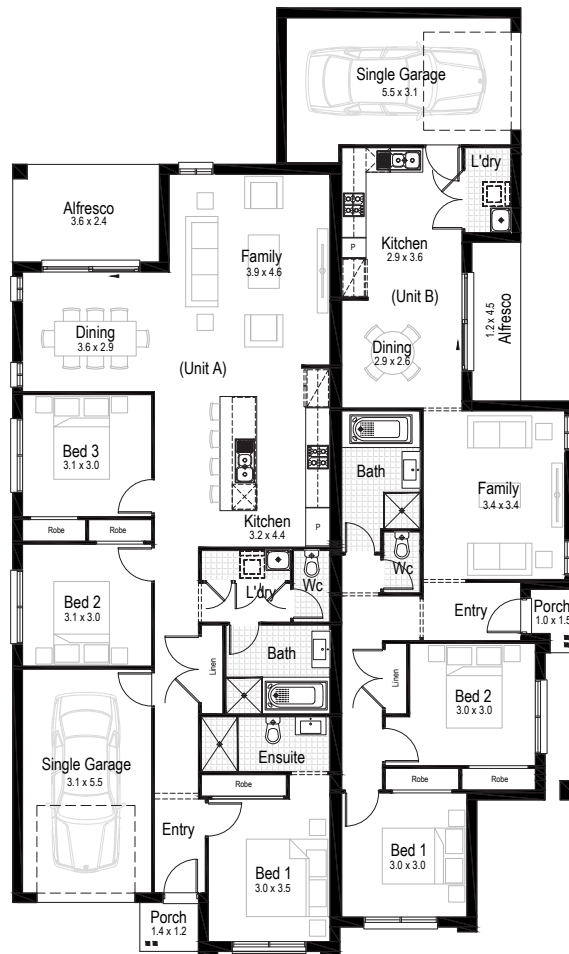 Single Garage
5.5 x 3.1
L'dry
Alfresco
3.6 x 2.4
Family
3.9 x 4.6
Kitchen
2.9 x 3.6
P
(Unit B)
1.2 x 4.5
Alfresco
Dining
3.6 x 2.9
(Unit A)
Dining
2.9 x 2.6
Bed 3
3.1 x 3.0
Bath
Family
3.4 x 3.4
Kitchen
3.2 x 4.4
P
Robe
Robe
Wc
L'dry
Wc
Bed 2
3.1 x 3.0
Entry
Porch
1.0 x 1.5
Bath
Linen
Linen
Bed 2
3.0 x 3.0
Single Garage
3.1 x 5.5
Ensuite
Robe
Robe
Robe
Entry
Bed 1
3.0 x 3.5
Bed 1
3.0 x 3.0
Porch
1.4 x 1.2